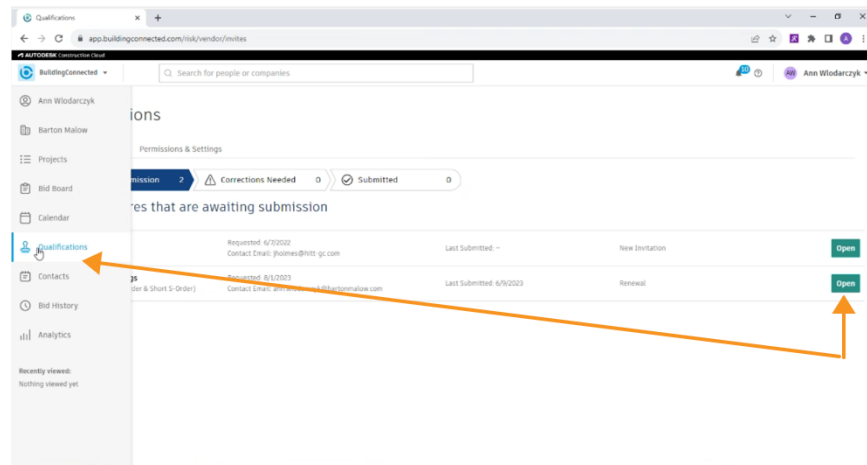 Qualifications
app.buildingconnected.com/risk/vendor/invites
AUTODESK Construction Cloud
BuildingConnected
Search for people or companies
10
AW
Ann Wlodarczyk
Ann Wlodarczyk
ions
Barton Malow
Permissions & Settings
Projects
mission 2
Corrections Needed 0
Submitted 0
Bid Board
res that are awaiting submission
Calendar
Qualifications
Requested: 6/7/2022
Contact Email: jholmes@hitt-gc.com
Last Submitted: --
New Invitation
Open
Contacts
gs
der & Short S-Order)
Requested: 8/1/2023
Contact Email:
Last Submitted: 6/9/2023
Renewal
Open
Bid History
Analytics
Recently viewed:
Nothing viewed yet